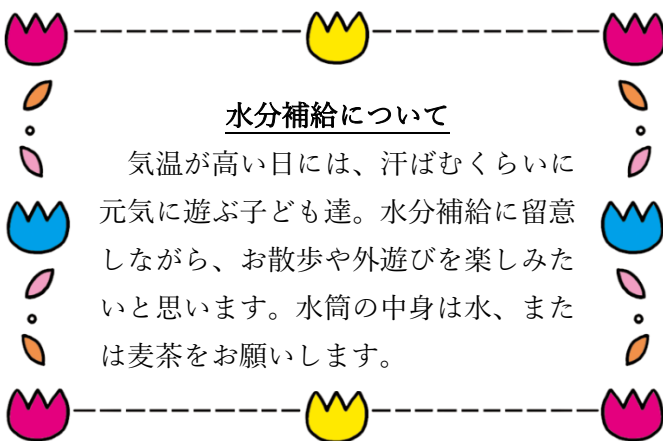 水分補給について
　気温が高い日には、汗ばむくらいに
元気に遊ぶ子ども達。水分補給に留意
しながら、お散歩や外遊びを楽しみた
いと思います。水筒の中身は水、また
は麦茶をお願いします。